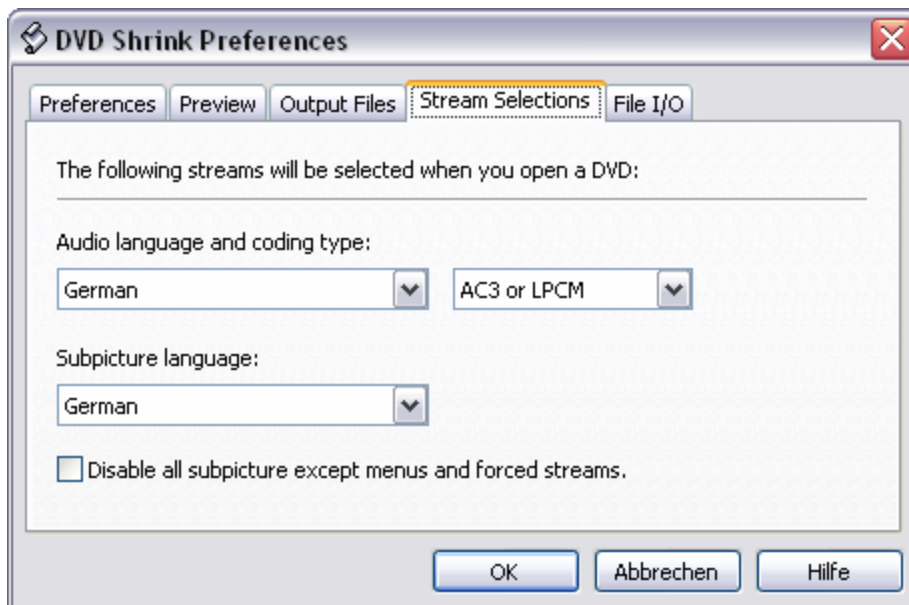 DVD Shrink Preferences
Preferences Preview Output Files Stream Selections File I/O
The following streams will be selected when you open a DVD:
Audio language and coding type:
German AC3 or LPCM
Subpicture language:
German
Disable all subpicture except menus and forced streams.
OK Abbrechen Hilfe